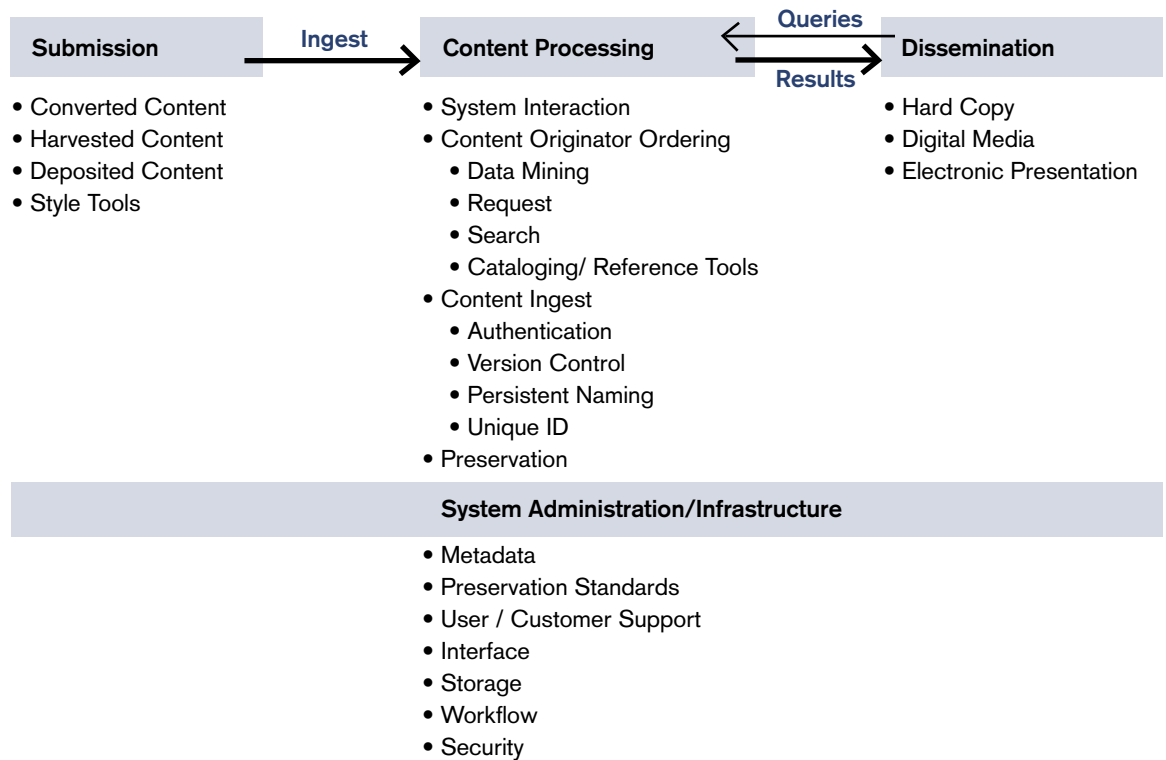 Submission
Ingest
Content Processing
Queries
Results
Dissemination
• Converted Content
• Harvested Content
• Deposited Content
• Style Tools
• System Interaction
• Content Originator Ordering
• Data Mining
• Request
• Search
• Cataloging/ Reference Tools
• Content Ingest
• Authentication
• Version Control
• Persistent Naming
• Unique ID
• Preservation
• Hard Copy
• Digital Media
• Electronic Presentation
System Administration/Infrastructure
• Metadata
• Preservation Standards
• User / Customer Support
• Interface
• Storage
• Workflow
• Security